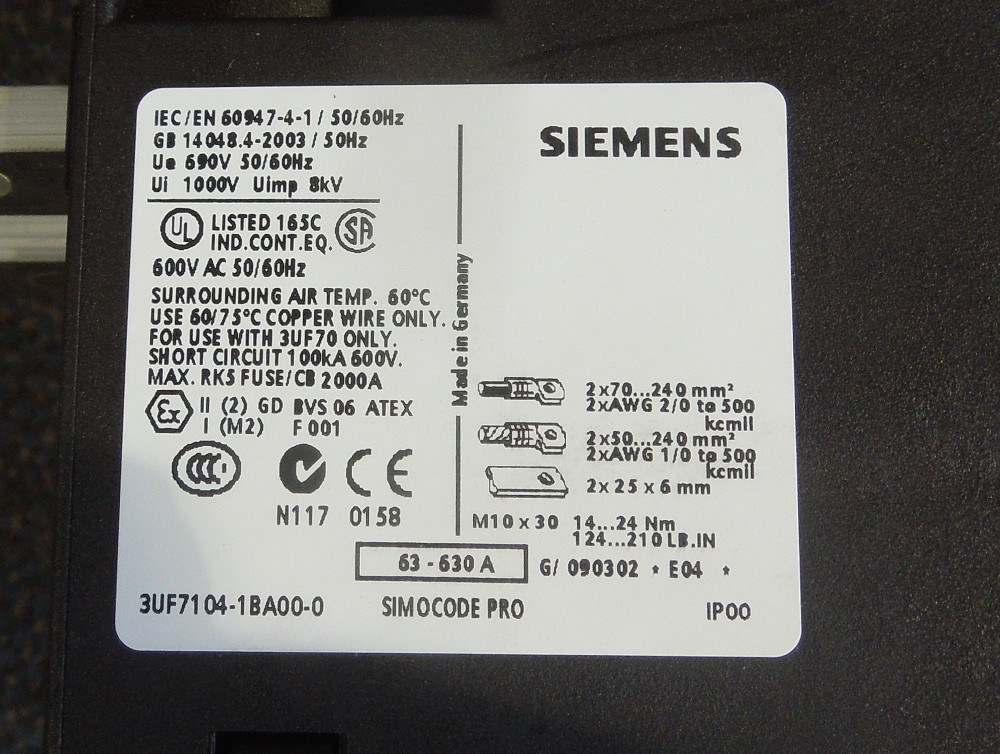 IEC/EN 60947-4-1 / 50/60Hz
GB 14048.4-2003 / 50Hz
Ue 690V 50/60Hz
Ui 1000V Uimp 8kV
UL LISTED 165C SA
IND.CONT.EQ.
600V AC 50/60Hz
SURROUNDING AIR TEMP. 60°C
USE 60/75°C COPPER WIRE ONLY.
FOR USE WITH 3UF70 ONLY.
SHORT CIRCUIT 100kA 600V.
MAX. RK5 FUSE/CB 2000A
Ex II (2) GD BVS 06 ATEX
I (M2) F 001
CCC CE
N117 0158
Made in Germany
SIEMENS
2x70...240 mm²
2xAWG 2/0 to 500
kcmil
2x50...240 mm²
2xAWG 1/0 to 500
kcmil
2x 25 x 6 mm
M10 x 30 14...24 Nm
124...210 LB.IN
63 - 630 A
G/ 090302 * E04 *
3UF7104-1BA00-0 SIMOCODE PRO IP00